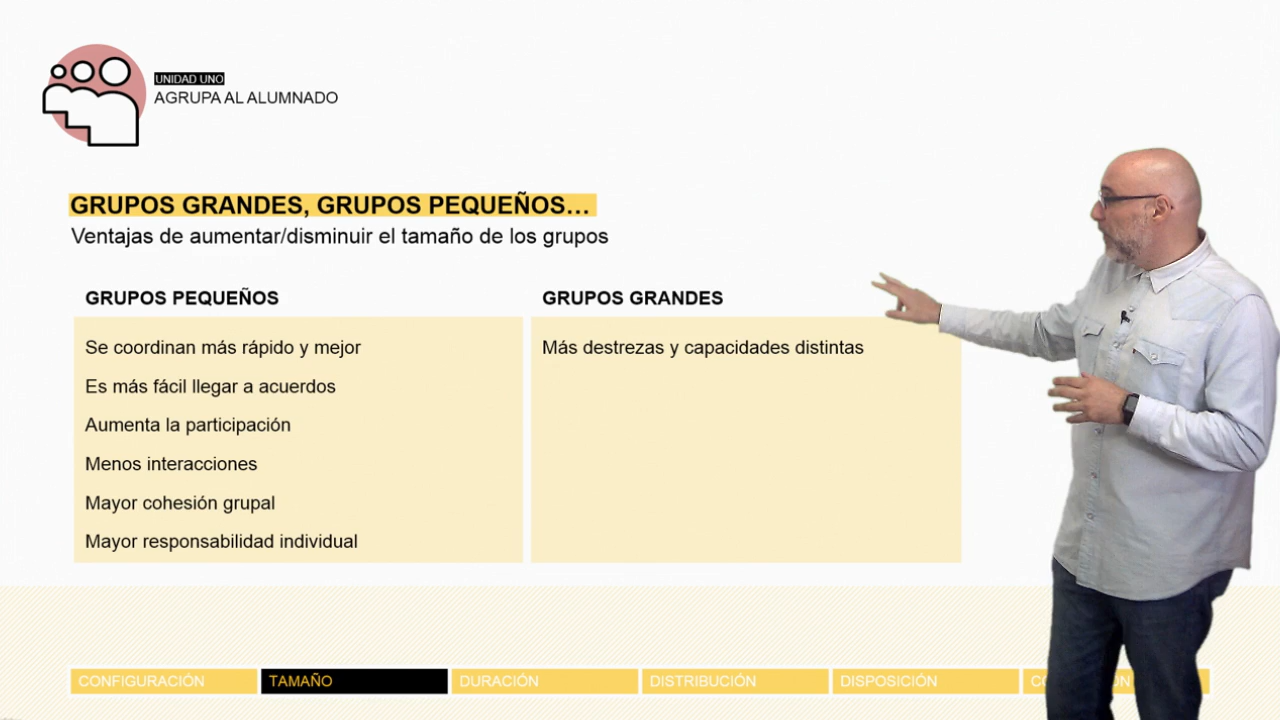 UNIDAD UNO
AGRUPA AL ALUMNADO
GRUPOS GRANDES, GRUPOS PEQUEÑOS…
Ventajas de aumentar/disminuir el tamaño de los grupos
GRUPOS PEQUEÑOS
Se coordinan más rápido y mejor
Es más fácil llegar a acuerdos
Aumenta la participación
Menos interacciones
Mayor cohesión grupal
Mayor responsabilidad individual
GRUPOS GRANDES
Más destrezas y capacidades distintas
CONFIGURACIÓN
TAMAÑO
DURACIÓN
DISTRIBUCIÓN
DISPOSICIÓN